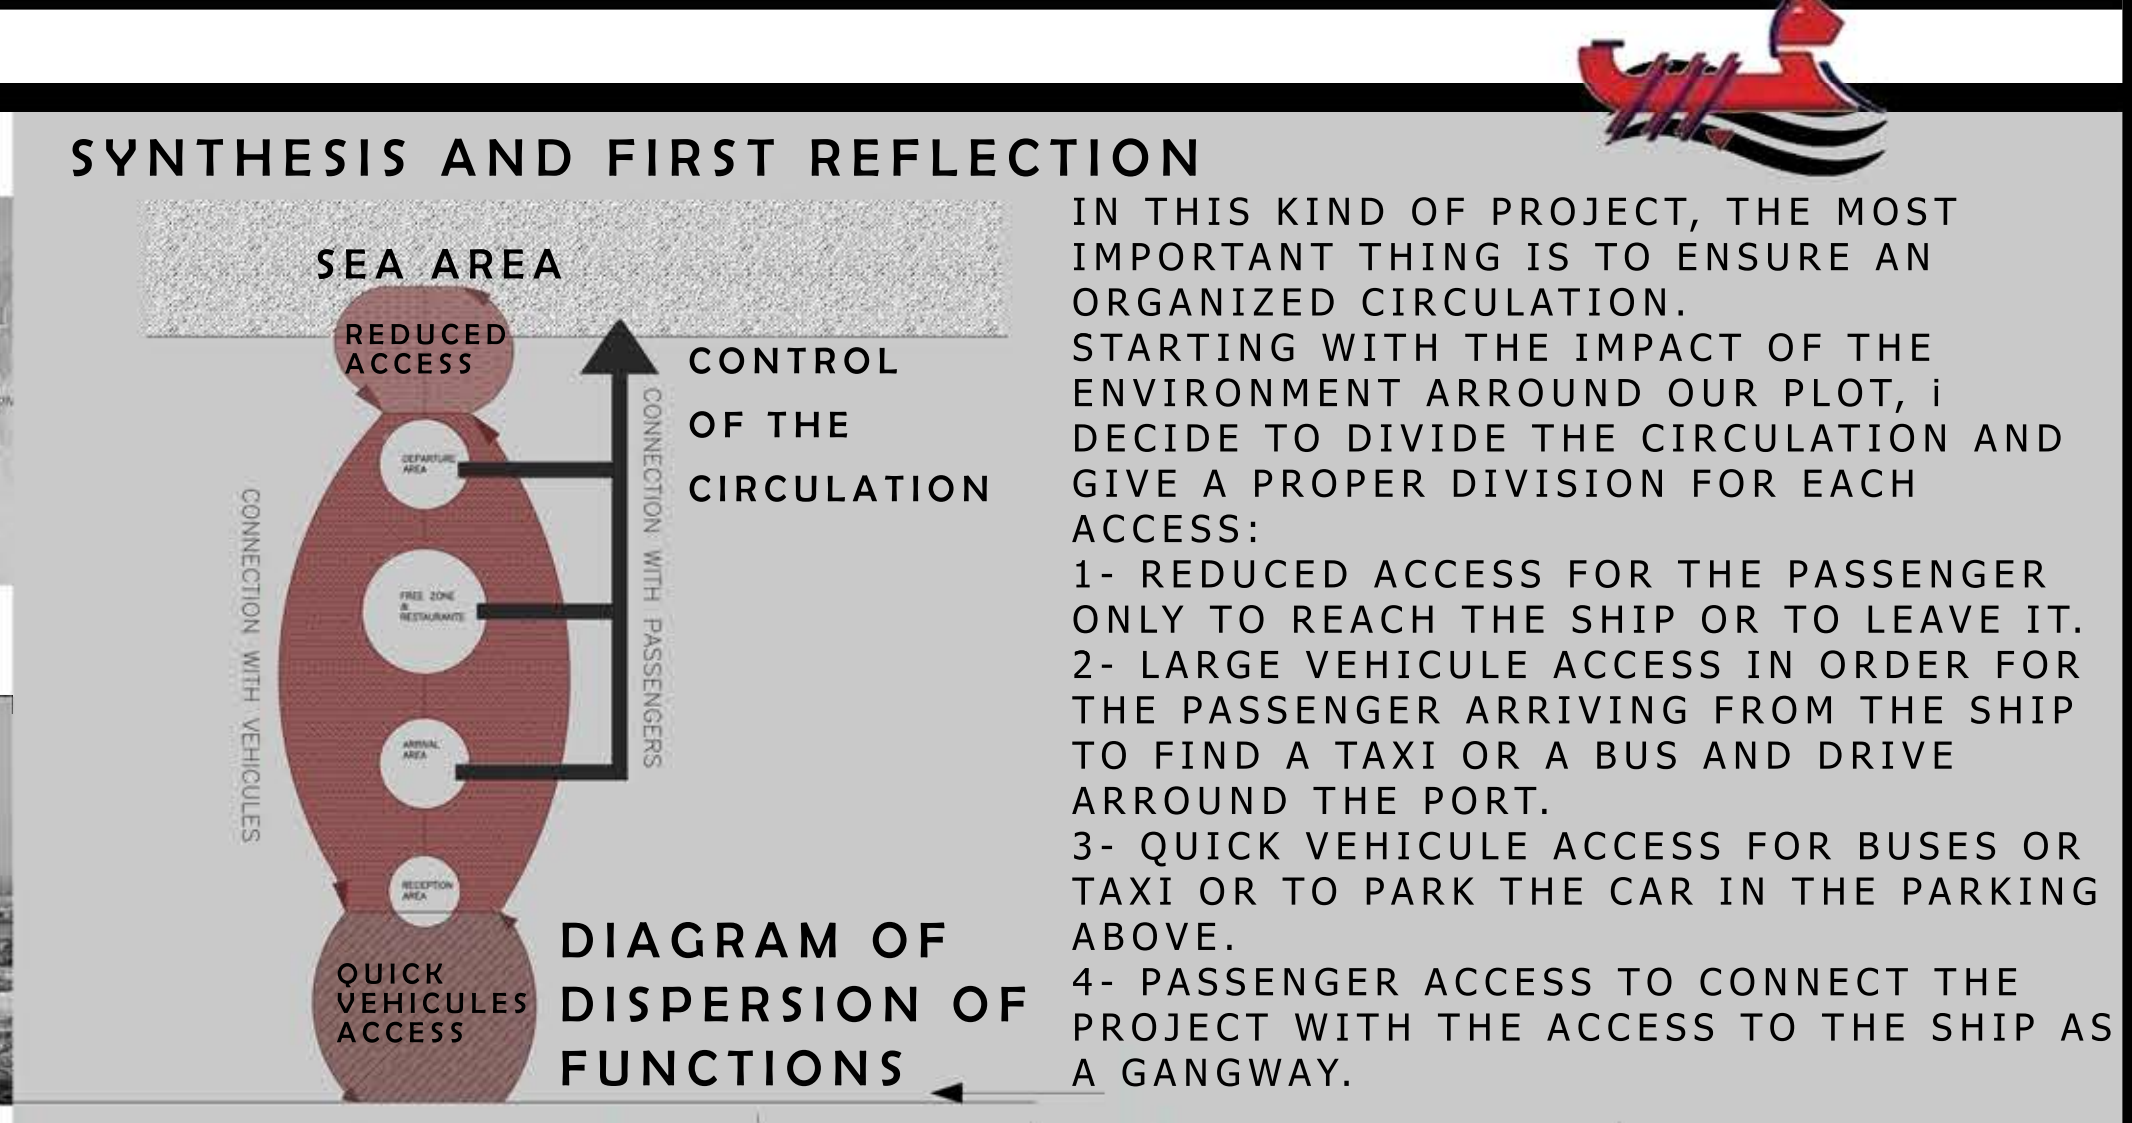 SYNTHESIS AND FIRST REFLECTION
SEA AREA
REDUCED
ACCESS
CONTROL
OF THE
CIRCULATION
CONNECTION WITH PASSENGERS
CONNECTION WITH VEHICULES
DEPARTURE
AREA
FREE ZONE
&
RESTAURANTE
ARRIVAL
AREA
RECEPTION
AREA
QUICK
VEHICULES
ACCESS
DIAGRAM OF
DISPERSION OF
FUNCTIONS
IN THIS KIND OF PROJECT, THE MOST
IMPORTANT THING IS TO ENSURE AN
ORGANIZED CIRCULATION.
STARTING WITH THE IMPACT OF THE
ENVIRONMENT ARROUND OUR PLOT, i
DECIDE TO DIVIDE THE CIRCULATION AND
GIVE A PROPER DIVISION FOR EACH
ACCESS:
1- REDUCED ACCESS FOR THE PASSENGER
ONLY TO REACH THE SHIP OR TO LEAVE IT.
2- LARGE VEHICULE ACCESS IN ORDER FOR
THE PASSENGER ARRIVING FROM THE SHIP
TO FIND A TAXI OR A BUS AND DRIVE
ARROUND THE PORT.
3- QUICK VEHICULE ACCESS FOR BUSES OR
TAXI OR TO PARK THE CAR IN THE PARKING
ABOVE.
4- PASSENGER ACCESS TO CONNECT THE
PROJECT WITH THE ACCESS TO THE SHIP AS
A GANGWAY.